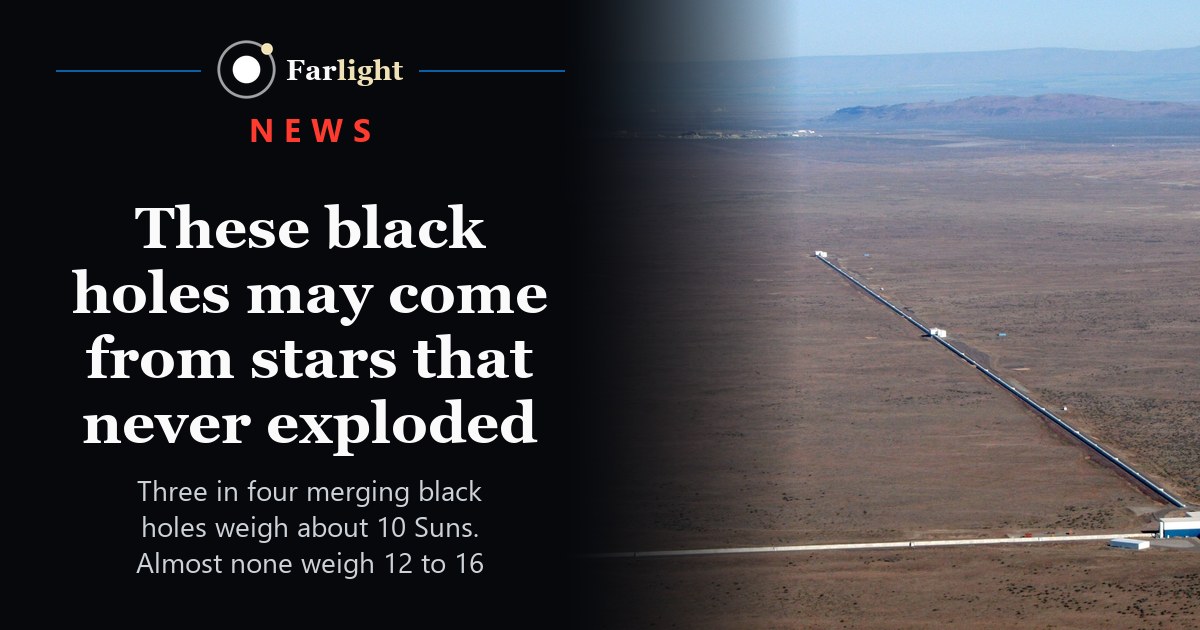 Farlight
NEWS
These black
holes may come
from stars that
never exploded
Three in four merging black
holes weigh about 10 Suns.
Almost none weigh 12 to 16